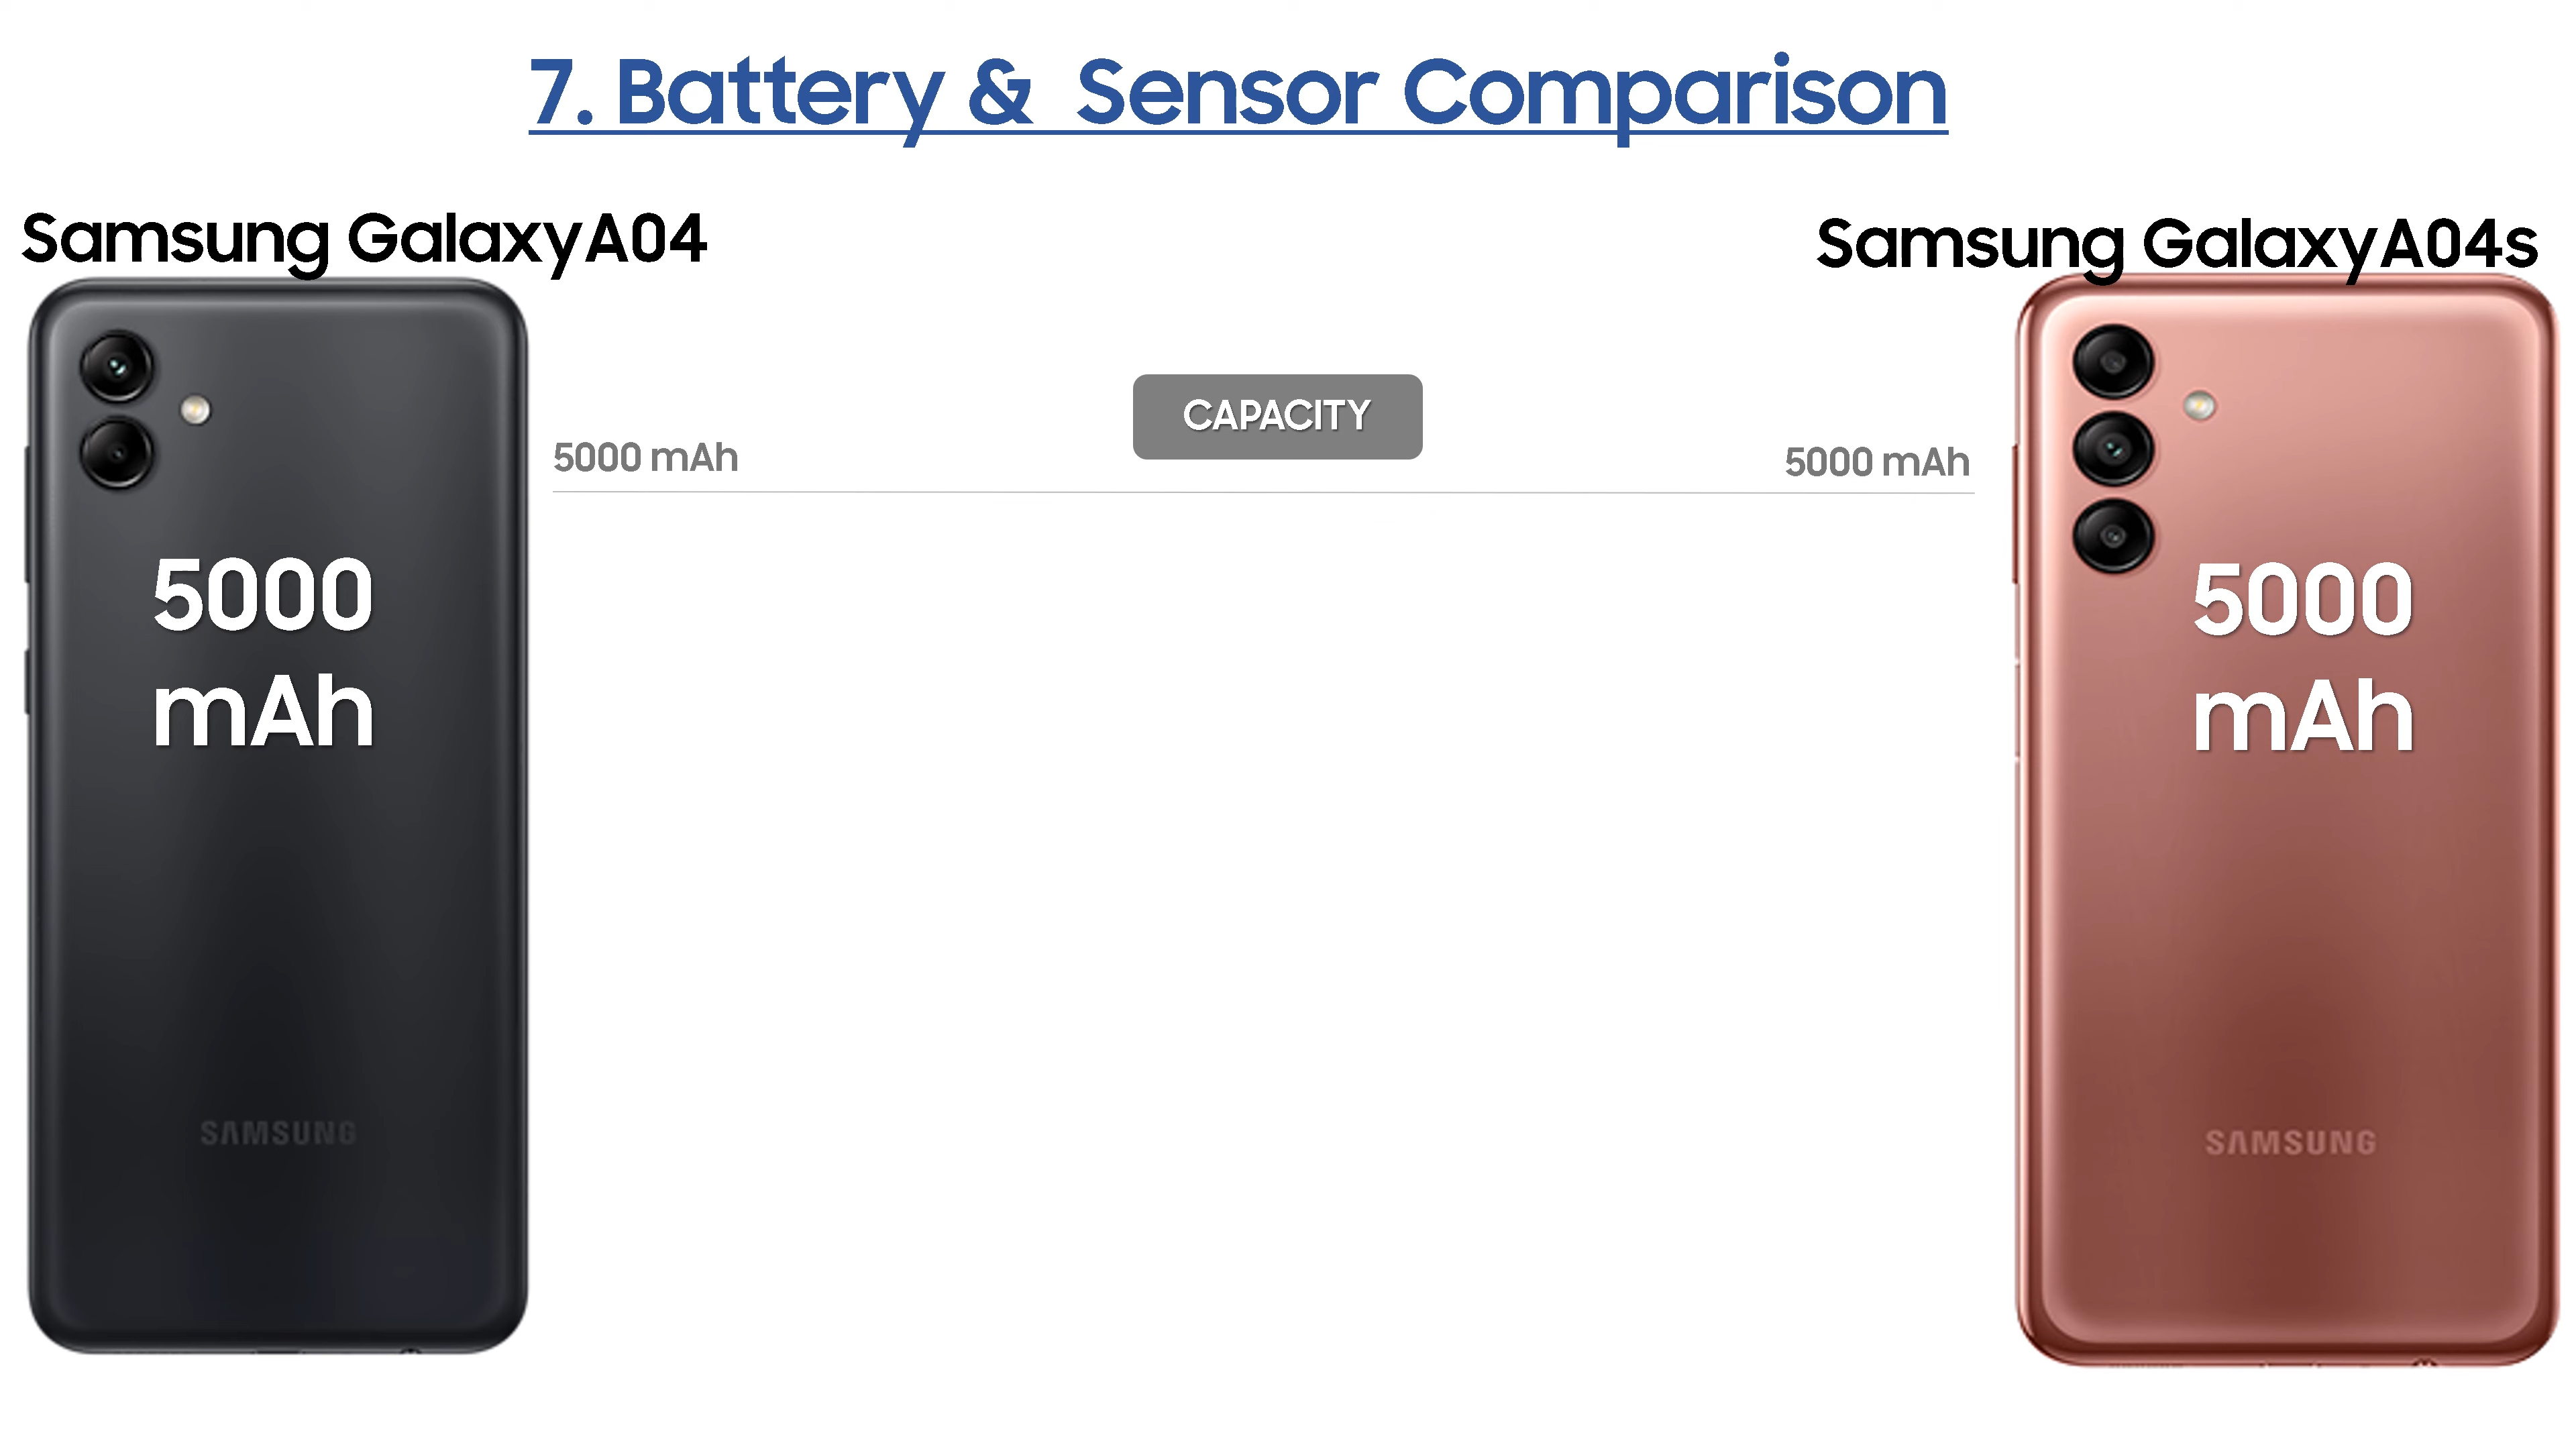 7. Battery &  Sensor Comparison
Samsung GalaxyA04
Samsung GalaxyA04s
CAPACITY
5000 mAh
5000 mAh
5000
mAh
5000
mAh
SAMSUNG
SAMSUNG